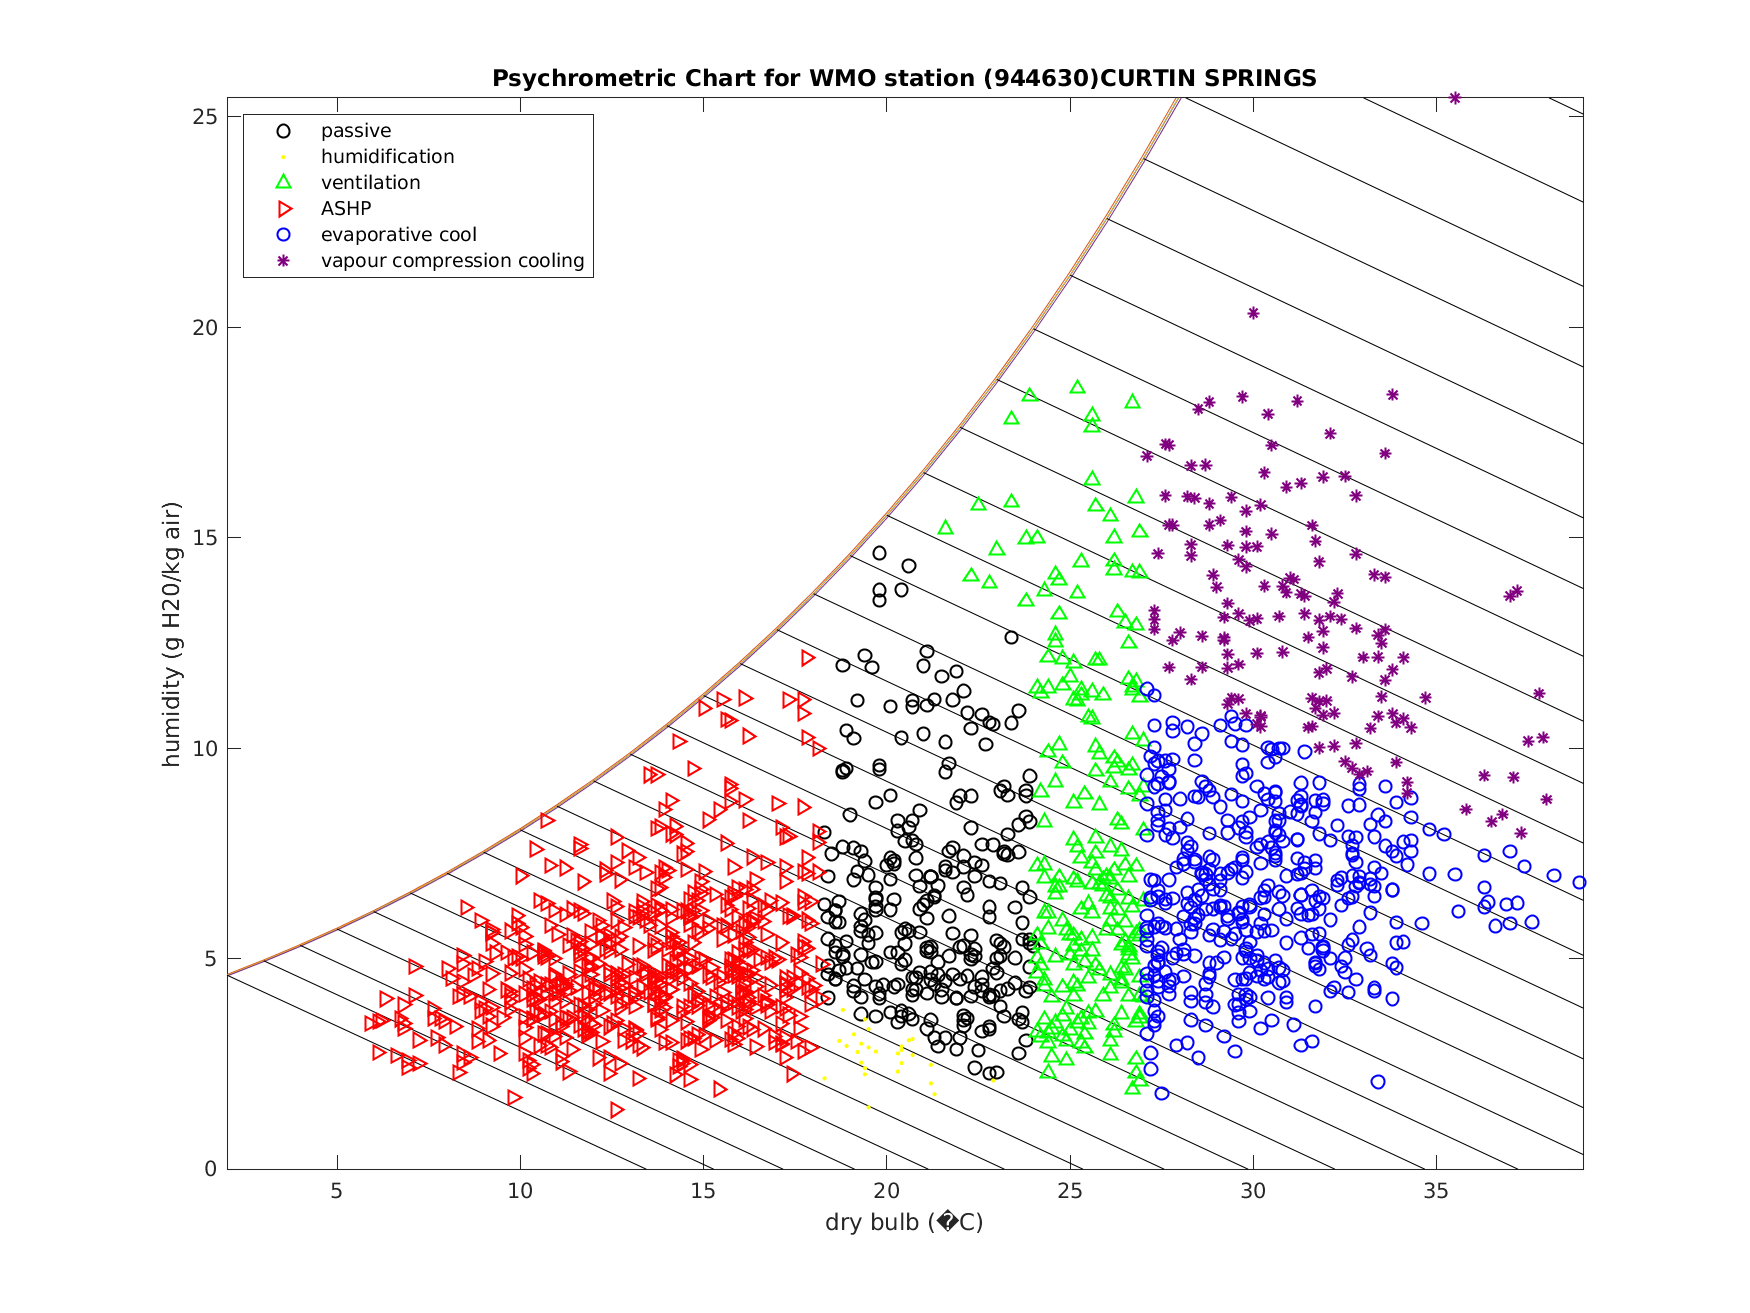 Psychrometric Chart for WMO station (944630)CURTIN SPRINGS
25
20
15
10
5
0
humidity (g H20/kg air)
passive
humidification
ventilation
ASHP
evaporative cool
vapour compression cooling
5 10 15 20 25 30 35
dry bulb (�C)